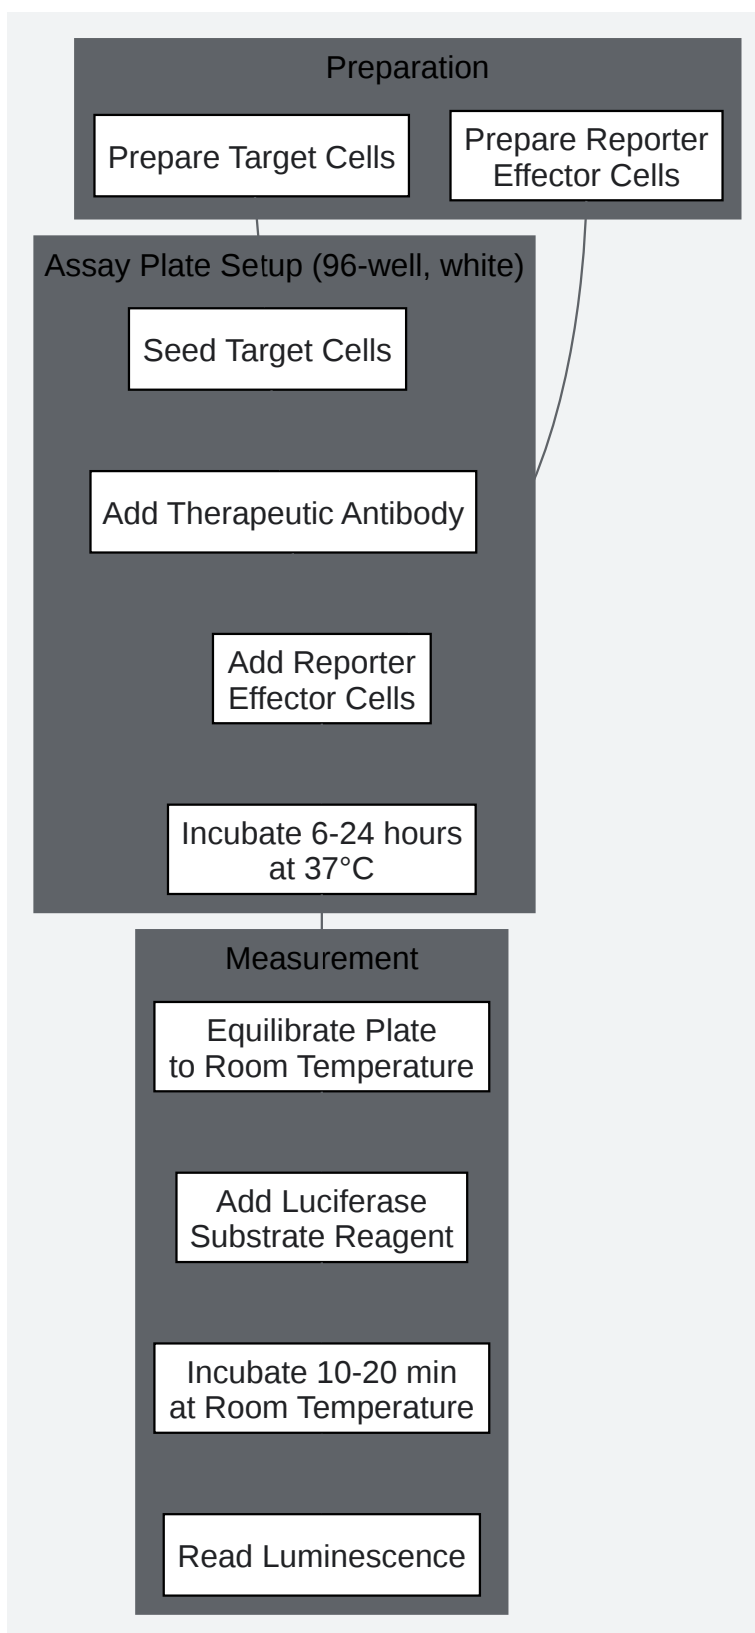 Preparation
Prepare Target Cells
Prepare Reporter
Effector Cells
Assay Plate Setup (96-well, white)
Seed Target Cells
Add Therapeutic Antibody
Add Reporter
Effector Cells
Incubate 6-24 hours
at 37°C
Measurement
Equilibrate Plate
to Room Temperature
Add Luciferase
Substrate Reagent
Incubate 10-20 min
at Room Temperature
Read Luminescence